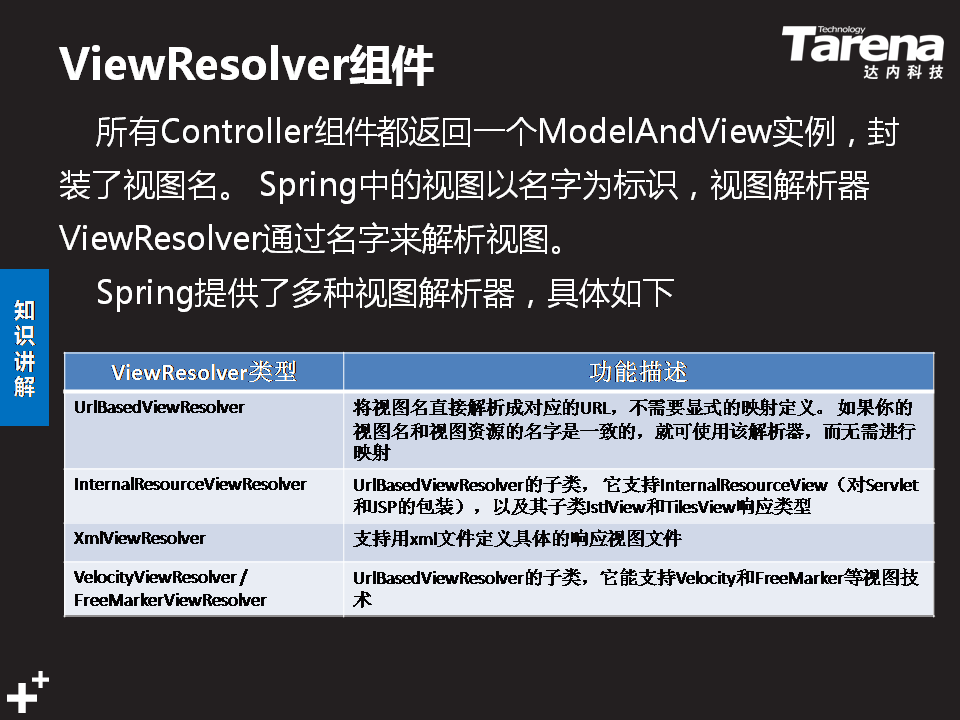 ViewResolver组件
Technology
Tarena
达内科技
所有Controller组件都返回一个ModelAndView实例，封
装了视图名。 Spring中的视图以名字为标识，视图解析器
ViewResolver通过名字来解析视图。
Spring提供了多种视图解析器，具体如下
知
识
讲
解
ViewResolver类型
功能描述
UrlBasedViewResolver
将视图名直接解析成对应的URL，不需要显式的映射定义。如果你的
视图名和视图资源的名字是一致的，就可使用该解析器，而无需进行
映射
InternalResourceViewResolver
UrlBasedViewResolver的子类， 它支持InternalResourceView（对Servlet
和JSP的包装），以及其子类JstlView和TilesView响应类型
XmlViewResolver
支持用xml文件定义具体的响应视图文件
VelocityViewResolver /
FreeMarkerViewResolver
UrlBasedViewResolver的子类，它能支持Velocity和FreeMarker等视图技
术